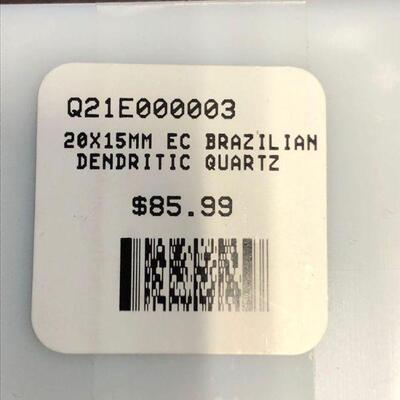 Q21E000003
20X15MM EC BRAZILIAN
DENDRITIC QUARTZ
$85.99